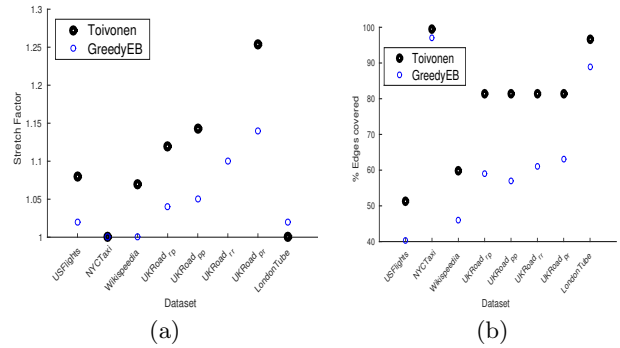 1.3
1.25
1.2
1.15
1.1
1.05
1
Stretch Factor
Toivonen
GreedyEB
USFlights
NYCTaxi
Wikispeedia
UKRoad rp
UKRoad pp
UKRoad rr
UKRoad pr
LondonTube
Dataset
(a)
100
90
80
70
60
50
40
% Edges covered
Toivonen
GreedyEB
USFlights
NYCTaxi
Wikispeedia
UKRoad rp
UKRoad pp
UKRoad rr
UKRoad pr
LondonTube
Dataset
(b)